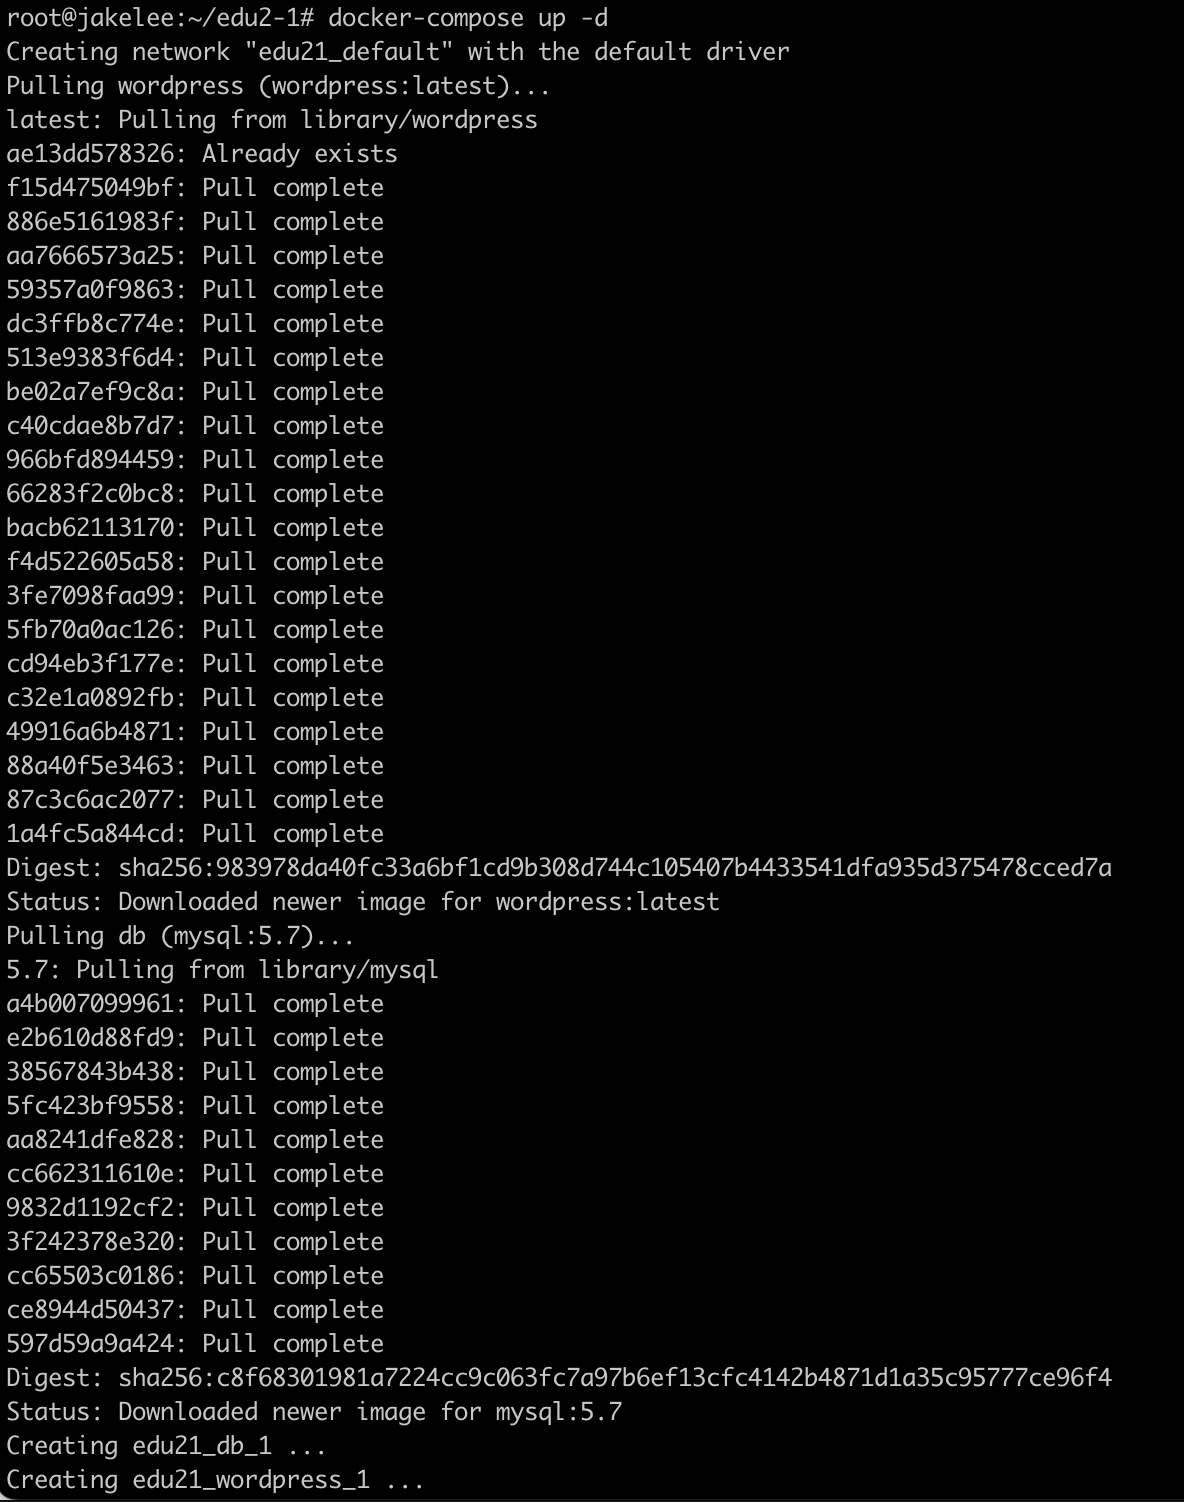 root@jakelee:~/edu2-1# docker-compose up -d
Creating network "edu21_default" with the default driver
Pulling wordpress (wordpress:latest)...
latest: Pulling from library/wordpress
ae13dd578326: Already exists
f15d475049bf: Pull complete
886e5161983f: Pull complete
aa7666573a25: Pull complete
59357a0f9863: Pull complete
dc3ffb8c774e: Pull complete
513e9383f6d4: Pull complete
be02a7ef9c8a: Pull complete
c40cdae8b7d7: Pull complete
966bfd894459: Pull complete
66283f2c0bc8: Pull complete
bacb62113170: Pull complete
f4d522605a58: Pull complete
3fe7098faa99: Pull complete
5fb70a0ac126: Pull complete
cd94eb3f177e: Pull complete
c32e1a0892fb: Pull complete
49916a6b4871: Pull complete
88a40f5e3463: Pull complete
87c3c6ac2077: Pull complete
1a4fc5a844cd: Pull complete
Digest: sha256:983978da40fc33a6bf1cd9b308d744c105407b4433541dfa935d375478cced7a
Status: Downloaded newer image for wordpress:latest
Pulling db (mysql:5.7)...
5.7: Pulling from library/mysql
a4b007099961: Pull complete
e2b610d88fd9: Pull complete
38567843b438: Pull complete
5fc423bf9558: Pull complete
aa8241dfe828: Pull complete
cc662311610e: Pull complete
9832d1192cf2: Pull complete
3f242378e320: Pull complete
cc65503c0186: Pull complete
ce8944d50437: Pull complete
597d59a9a424: Pull complete
Digest: sha256:c8f68301981a7224cc9c063fc7a97b6ef13cfc4142b4871d1a35c95777ce96f4
Status: Downloaded newer image for mysql:5.7
Creating edu21_db_1 ...
Creating edu21_wordpress_1 ...